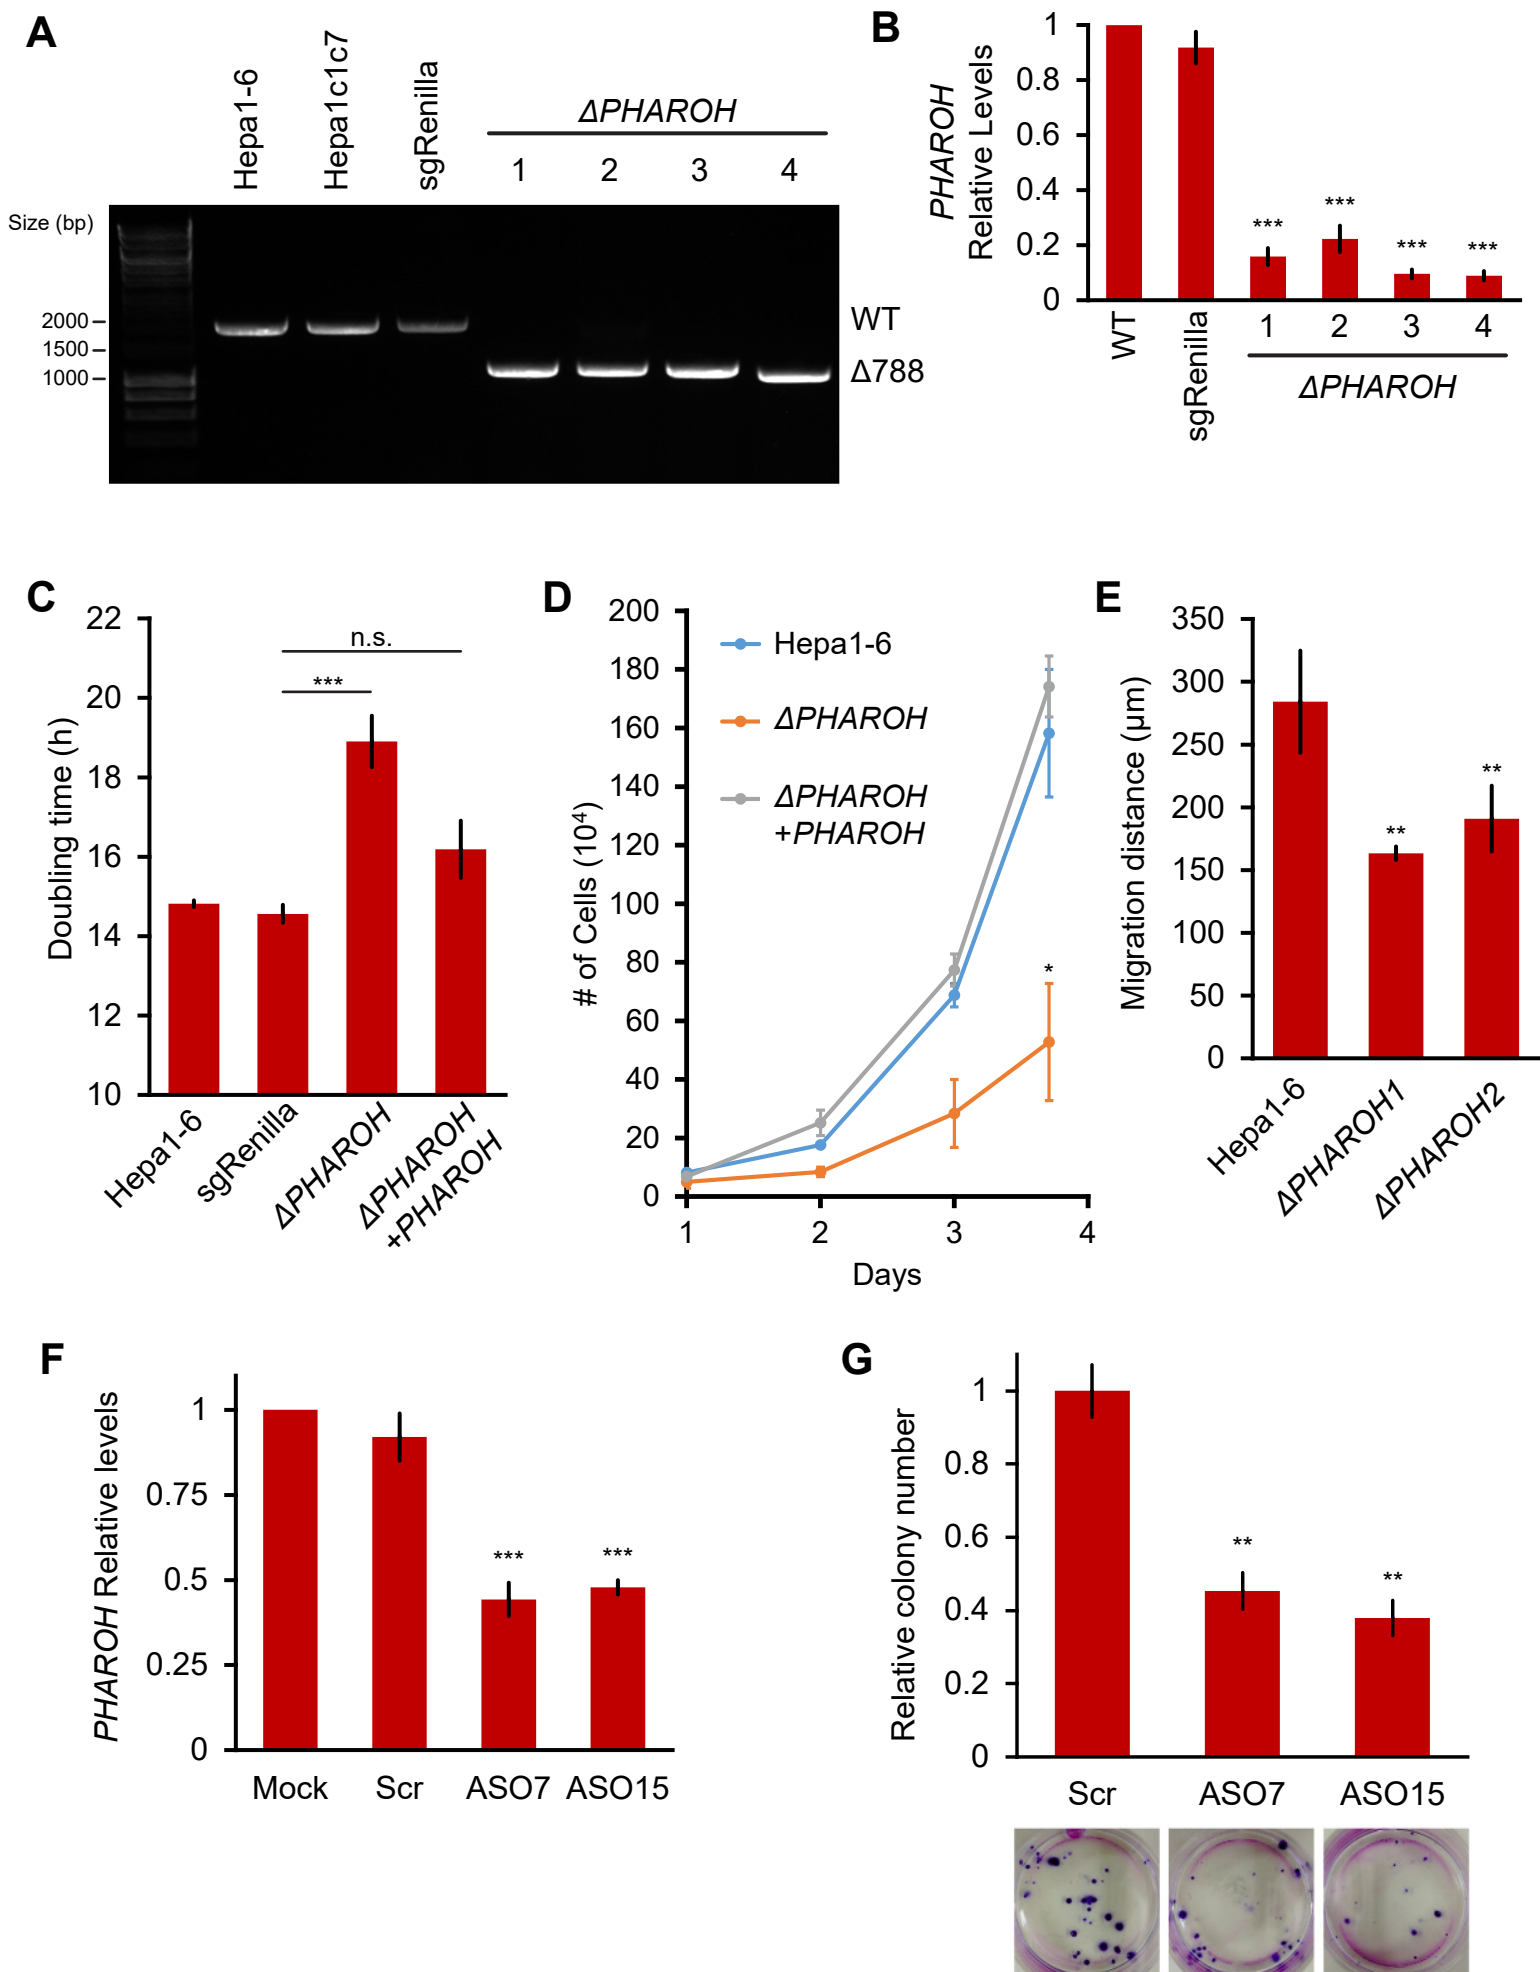 A
Hepa1-6
Hepa1c1c7
sgRenilla
ΔPHAROH
1 2 3 4
Size (bp)
2000
1500
1000
WT
Δ788
B
PHAROH
Relative Levels
1
0.8
0.6
0.4
0.2
0
*** *** *** ***
WT
sgRenilla
1 2 3 4
ΔPHAROH
C
Doubling time (h)
22
20
18
16
14
12
10
n.s.
***
Hepa1-6
sgRenilla
ΔPHAROH
ΔPHAROH
+PHAROH
D
# of Cells (10⁴)
200
180
160
140
120
100
80
60
40
20
0
Hepa1-6
ΔPHAROH
ΔPHAROH
+PHAROH
*
1 2 3 4
Days
E
Migration distance (μm)
350
300
250
200
150
100
50
0
** **
Hepa1-6
ΔPHAROH1
ΔPHAROH2
F
PHAROH Relative levels
1
0.75
0.5
0.25
0
*** ***
Mock Scr ASO7 ASO15
G
Relative colony number
1
0.8
0.6
0.4
0.2
0
** **
Scr ASO7 ASO15